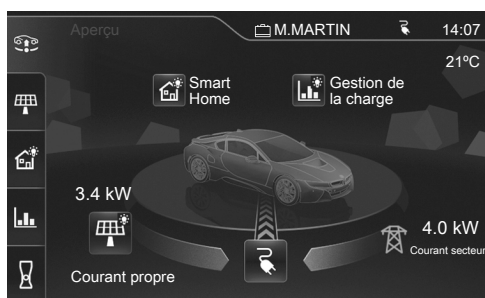 Aperçu
M.MARTIN
14:07
21ºC
Smart
Home
Gestion de
la charge
3.4 kW
4.0 kW
Courant secteur
Courant propre